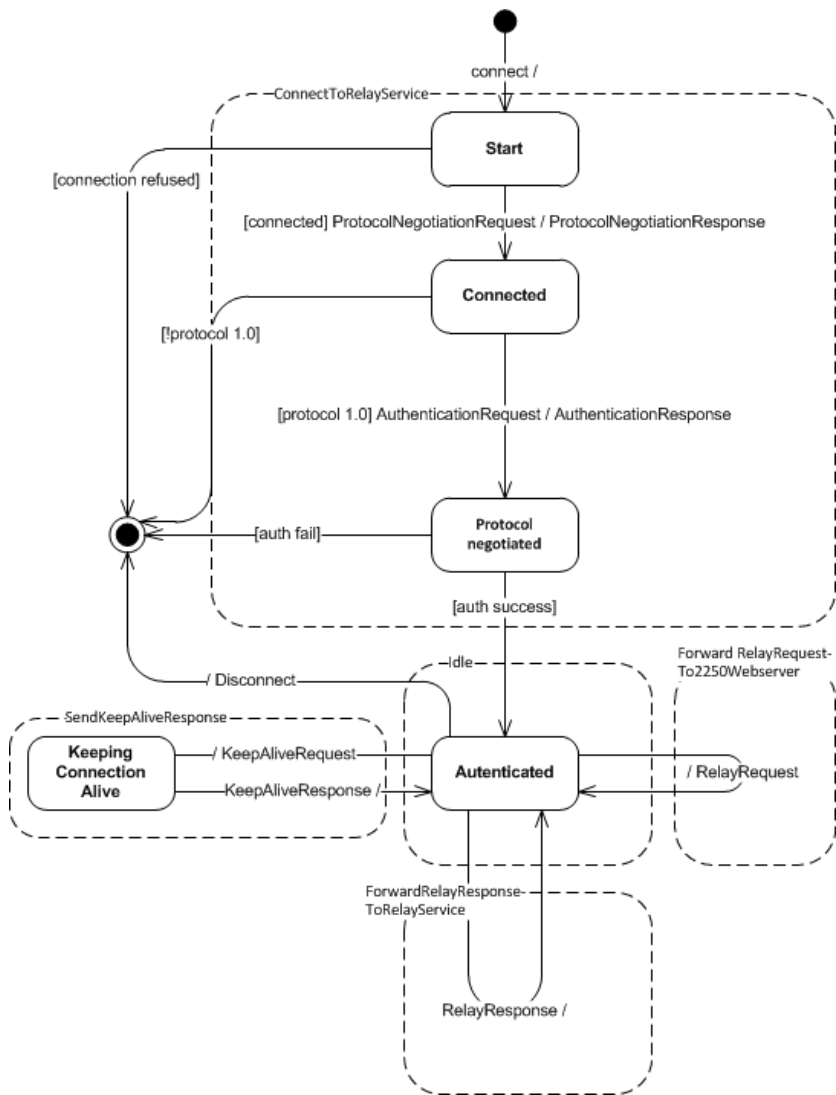 connect /
ConnectToRelayService
Start
[connection refused]
[connected] ProtocolNegotiationRequest / ProtocolNegotiationResponse
Connected
[!protocol 1.0]
[protocol 1.0] AuthenticationRequest / AuthenticationResponse
Protocol
negotiated
[auth fail]
[auth success]
Idle
Forward RelayRequest-
To2250Webserver
/ Disconnect
SendKeepAliveResponse
Keeping
Connection
Alive
/ KeepAliveRequest
KeepAliveResponse /
Autenticated
/ RelayRequest
ForwardRelayResponse
ToRelayService
RelayResponse /